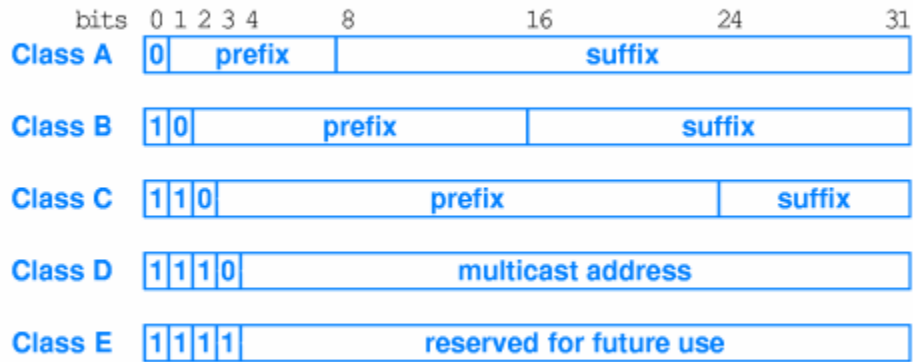 bits 0 1 2 3 4 8 16 24 31
Class A 0 prefix suffix
Class B 1 0 prefix suffix
Class C 1 1 0 prefix suffix
Class D 1 1 1 0 multicast address
Class E 1 1 1 1 reserved for future use